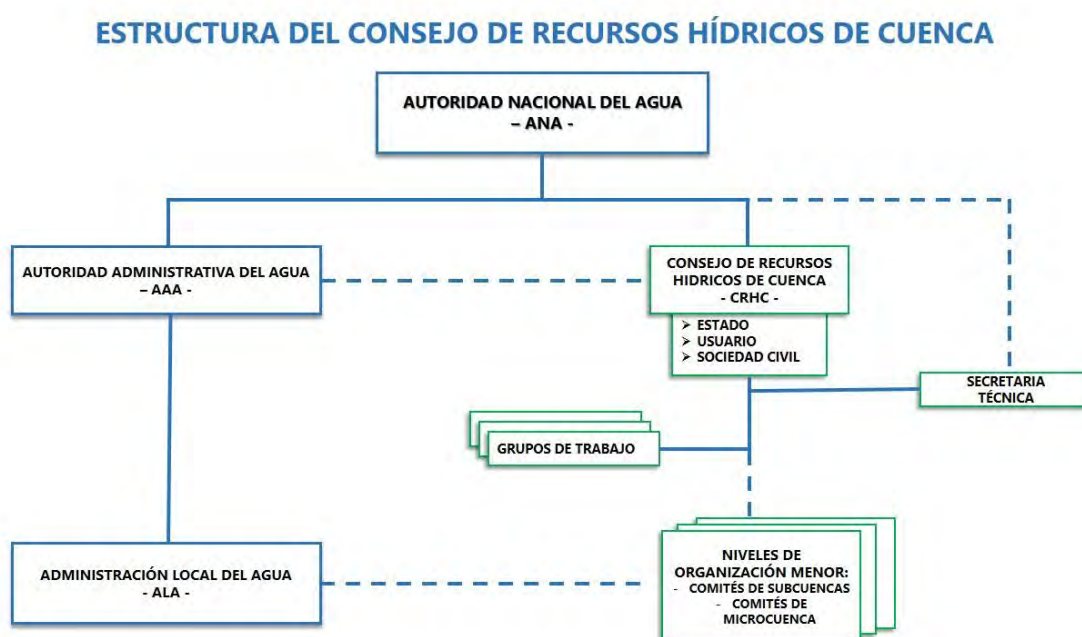 ESTRUCTURA DEL CONSEJO DE RECURSOS HÍDRICOS DE CUENCA
AUTORIDAD NACIONAL DEL AGUA
– ANA -
AUTORIDAD ADMINISTRATIVA DEL AGUA
– AAA -
CONSEJO DE RECURSOS
HIDRICOS DE CUENCA
- CRHC -
➢ ESTADO
➢ USUARIO
➢ SOCIEDAD CIVIL
SECRETARIA
TÉCNICA
GRUPOS DE TRABAJO
ADMINISTRACIÓN LOCAL DEL AGUA
- ALA -
NIVELES DE
ORGANIZACIÓN MENOR:
- COMITÉS DE SUBCUENCAS
- COMITÉS DE
MICROCUENCA